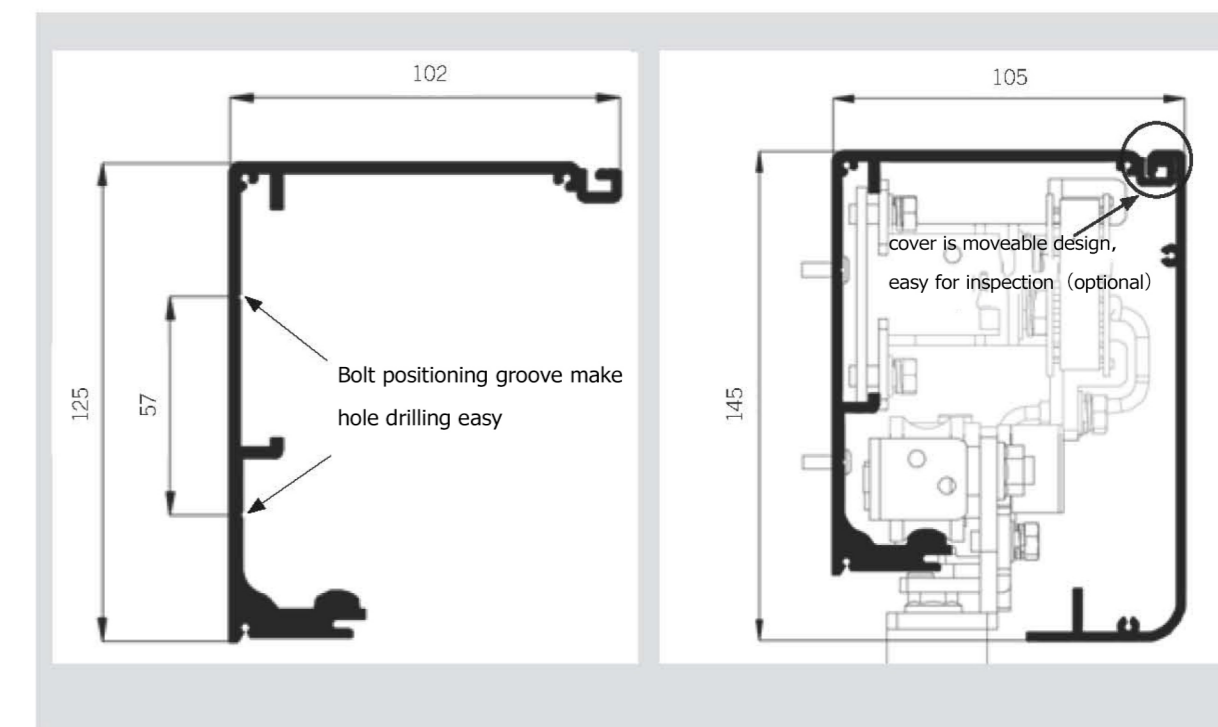 102
125
57
Bolt positioning groove make
hole drilling easy
105
145
cover is moveable design,
easy for inspection（optional）